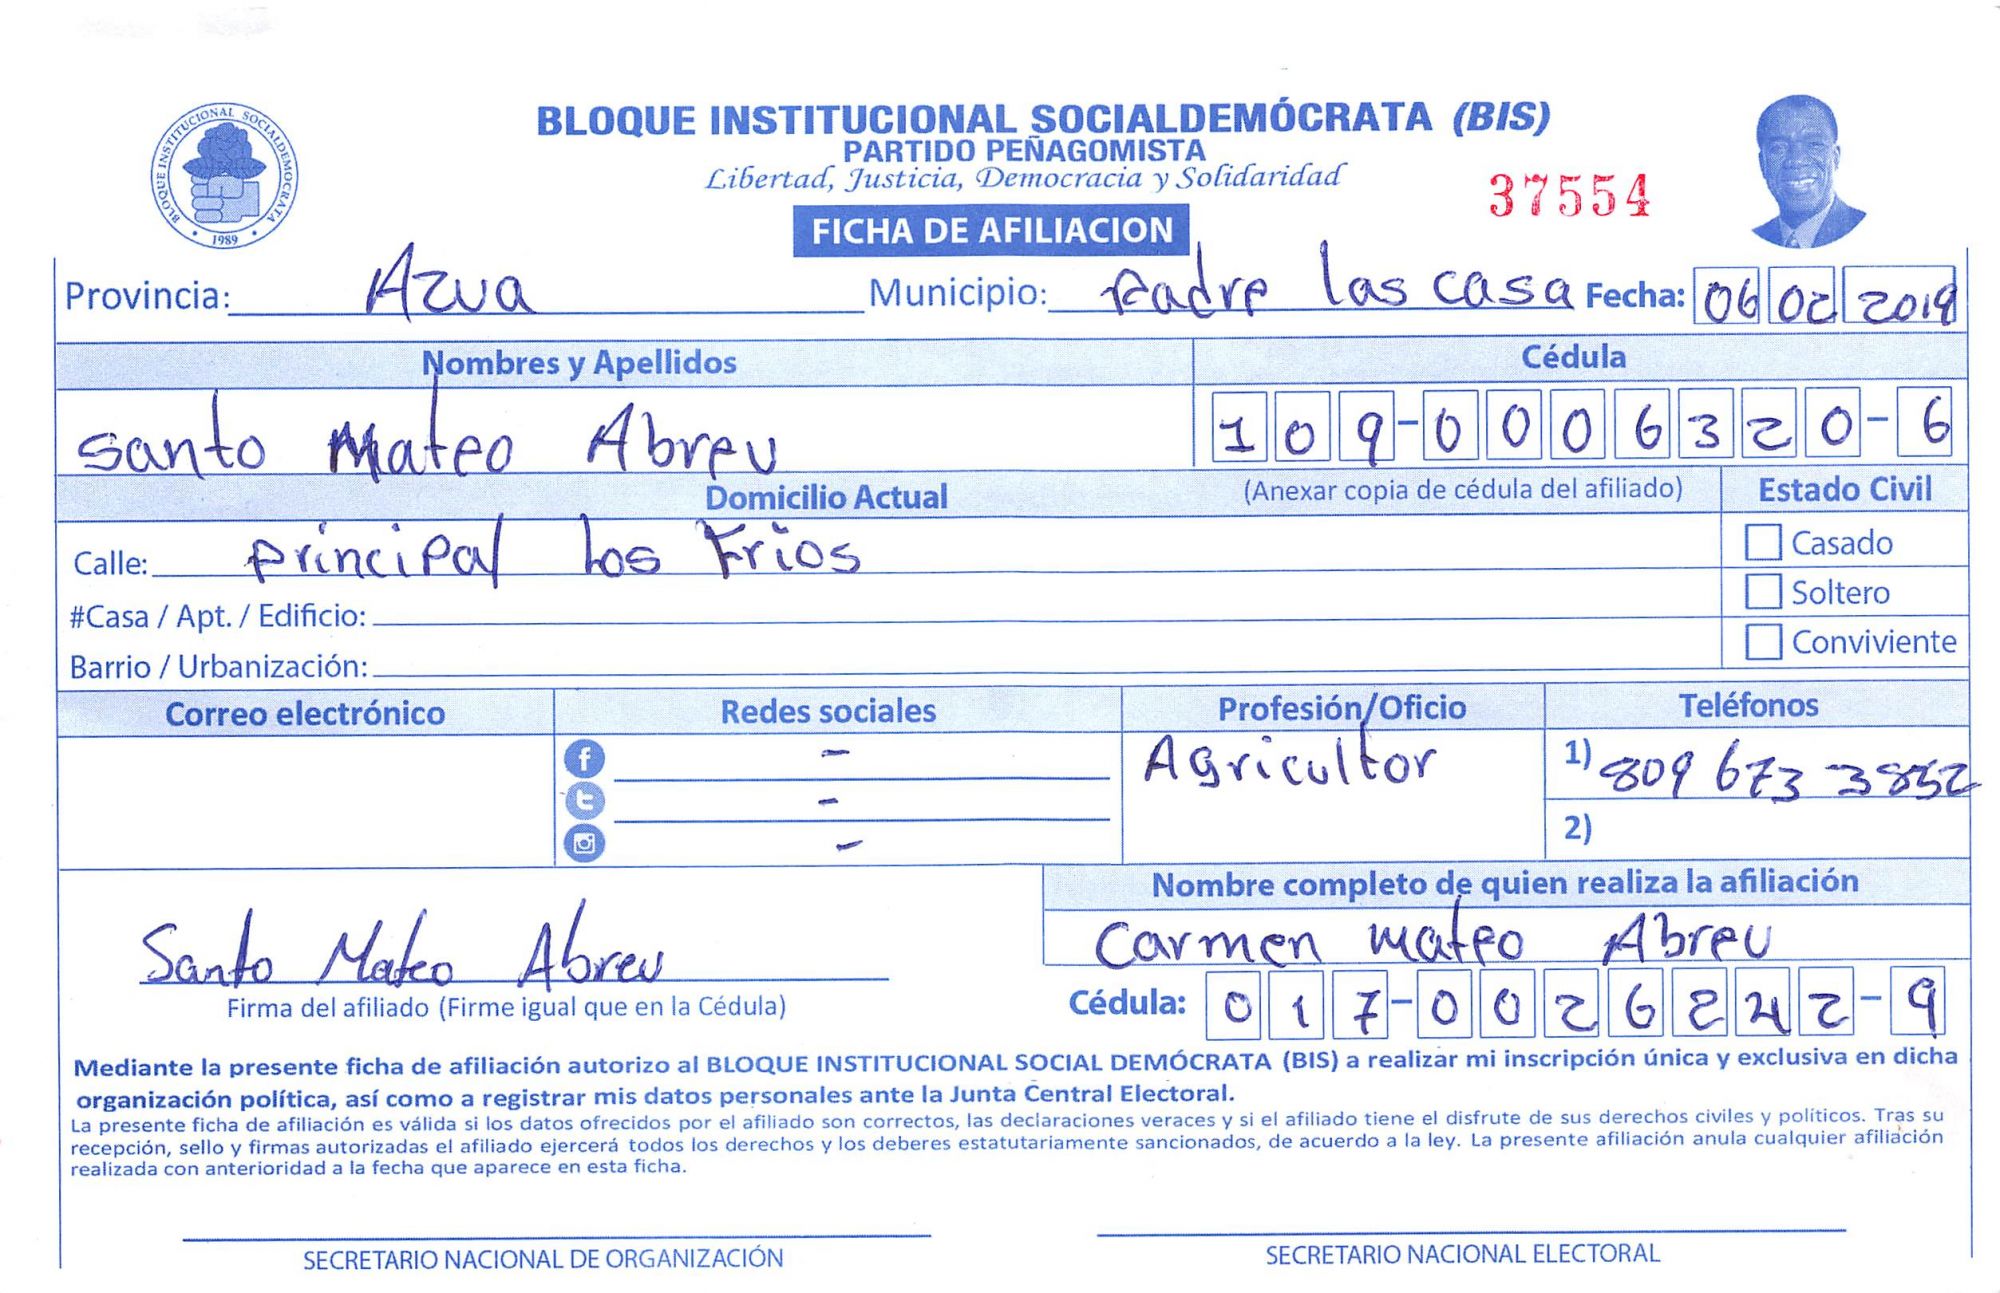 BLOQUE INSTITUCIONAL SOCIALDEMOCRATA
1989
BLOQUE INSTITUCIONAL SOCIALDEMÓCRATA (BIS)
PARTIDO PEÑAGOMISTA
Libertad, Justicia, Democracia y Solidaridad
37554
FICHA DE AFILIACION
Provincia: Azua Municipio: Padre las casa Fecha: 06 02 2019
Nombres y Apellidos Cédula
Santo Mateo Abreu 109-0006320-6
Domicilio Actual (Anexar copia de cédula del afiliado) Estado Civil
Calle: Principal Los Frios Casado
#Casa / Apt. / Edificio: Soltero
Barrio / Urbanización: Conviviente
Correo electrónico Redes sociales Profesión/Oficio Teléfonos
f - Agricultor 1) 809 673 3832
-
- 2)
Nombre completo de quien realiza la afiliación
Santo Mateo Abreu Carmen Mateo Abreu
Firma del afiliado (Firme igual que en la Cédula) Cédula: 017-0026242-9
Mediante la presente ficha de afiliación autorizo al BLOQUE INSTITUCIONAL SOCIAL DEMÓCRATA (BIS) a realizar mi inscripción única y exclusiva en dicha
organización política, así como a registrar mis datos personales ante la Junta Central Electoral.
La presente ficha de afiliación es válida si los datos ofrecidos por el afiliado son correctos, las declaraciones veraces y si el afiliado tiene el disfrute de sus derechos civiles y políticos. Tras su
recepción, sello y firmas autorizadas el afiliado ejercerá todos los derechos y los deberes estatutariamente sancionados, de acuerdo a la ley. La presente afiliación anula cualquier afiliación
realizada con anterioridad a la fecha que aparece en esta ficha.
SECRETARIO NACIONAL DE ORGANIZACIÓN SECRETARIO NACIONAL ELECTORAL